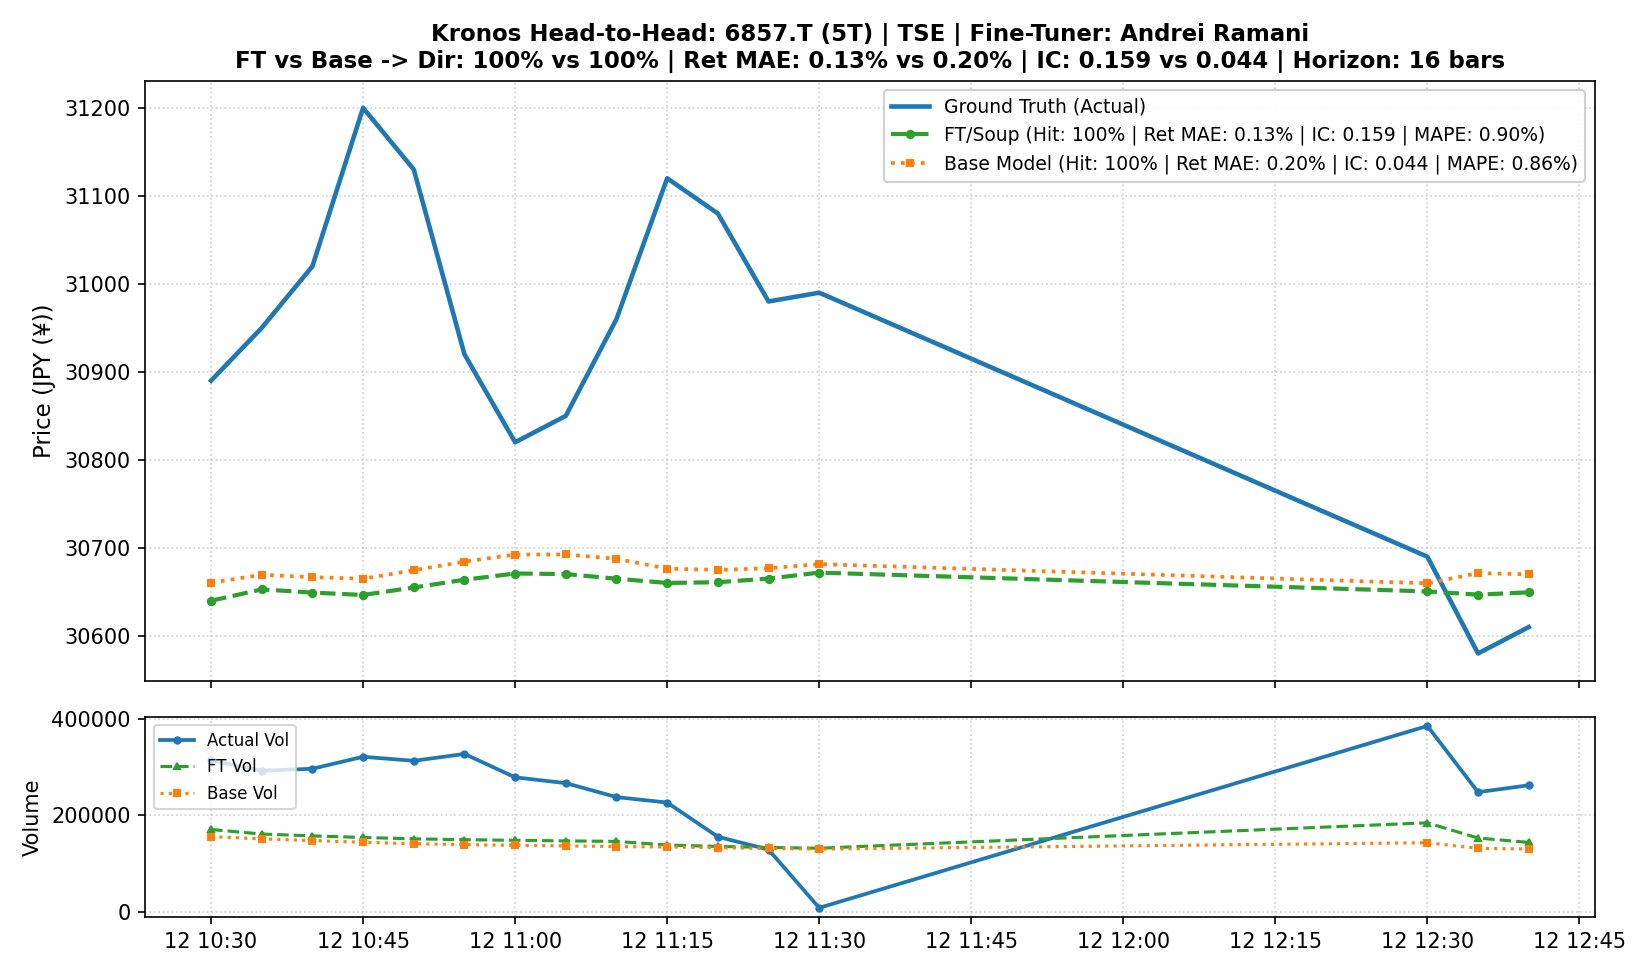 Kronos Head-to-Head: 6857.T (5T) | TSE | Fine-Tuner: Andrei Ramani
FT vs Base -> Dir: 100% vs 100% | Ret MAE: 0.13% vs 0.20% | IC: 0.159 vs 0.044 | Horizon: 16 bars
Ground Truth (Actual)
FT/Soup (Hit: 100% | Ret MAE: 0.13% | IC: 0.159 | MAPE: 0.90%)
Base Model (Hit: 100% | Ret MAE: 0.20% | IC: 0.044 | MAPE: 0.86%)
Price (JPY (¥))
31200
31100
31000
30900
30800
30700
30600
Volume
400000
200000
0
Actual Vol
FT Vol
Base Vol
12 10:30
12 10:45
12 11:00
12 11:15
12 11:30
12 11:45
12 12:00
12 12:15
12 12:30
12 12:45